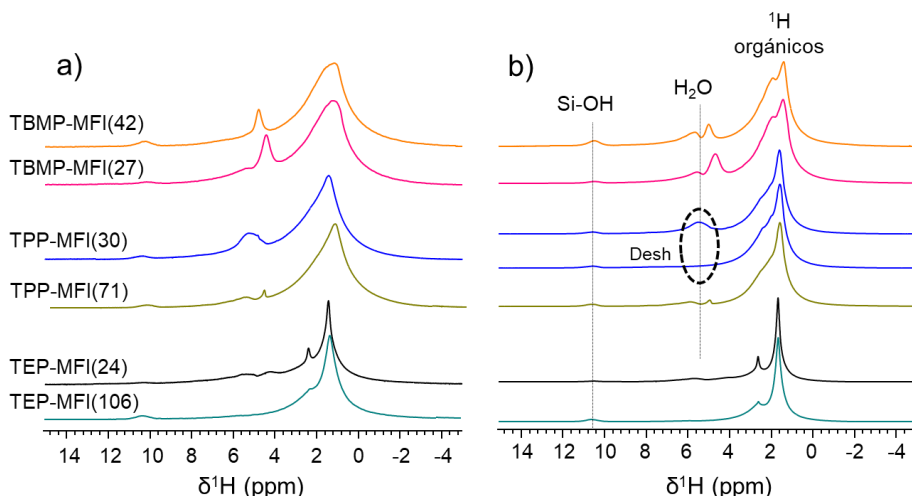 a)
TBMP-MFI(42)
TBMP-MFI(27)
TPP-MFI(30)
TPP-MFI(71)
TEP-MFI(24)
TEP-MFI(106)
14 12 10 8 6 4 2 0 -2 -4
δ¹H (ppm)
b)
¹H
orgánicos
Si-OH
H₂O
Desh
14 12 10 8 6 4 2 0 -2 -4
δ¹H (ppm)